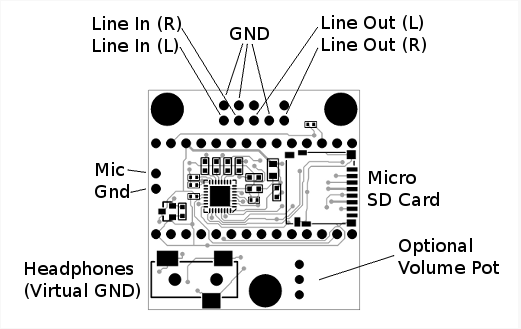 Line In (R)
Line In (L)
GND
Line Out (L)
Line Out (R)
Mic
Gnd
Micro
SD Card
Headphones
(Virtual GND)
Optional
Volume Pot